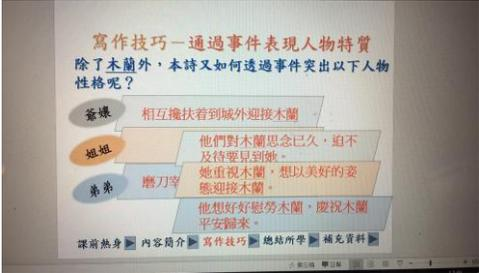 寫作技巧－通過事件表現人物特質
除了木蘭外，本詩又如何透過事件突出以下人物
性格呢？
爺孃
相互攙扶着到城外迎接木蘭
他們對木蘭思念已久，迫不
及待要見到她。
姐姐
她重視木蘭，想以美好的姿
態迎接木蘭。
弟弟
磨刀宰
他想好好慰勞木蘭，慶祝木蘭
平安歸來。
課前熱身 內容簡介 寫作技巧 總結所學 補充資料